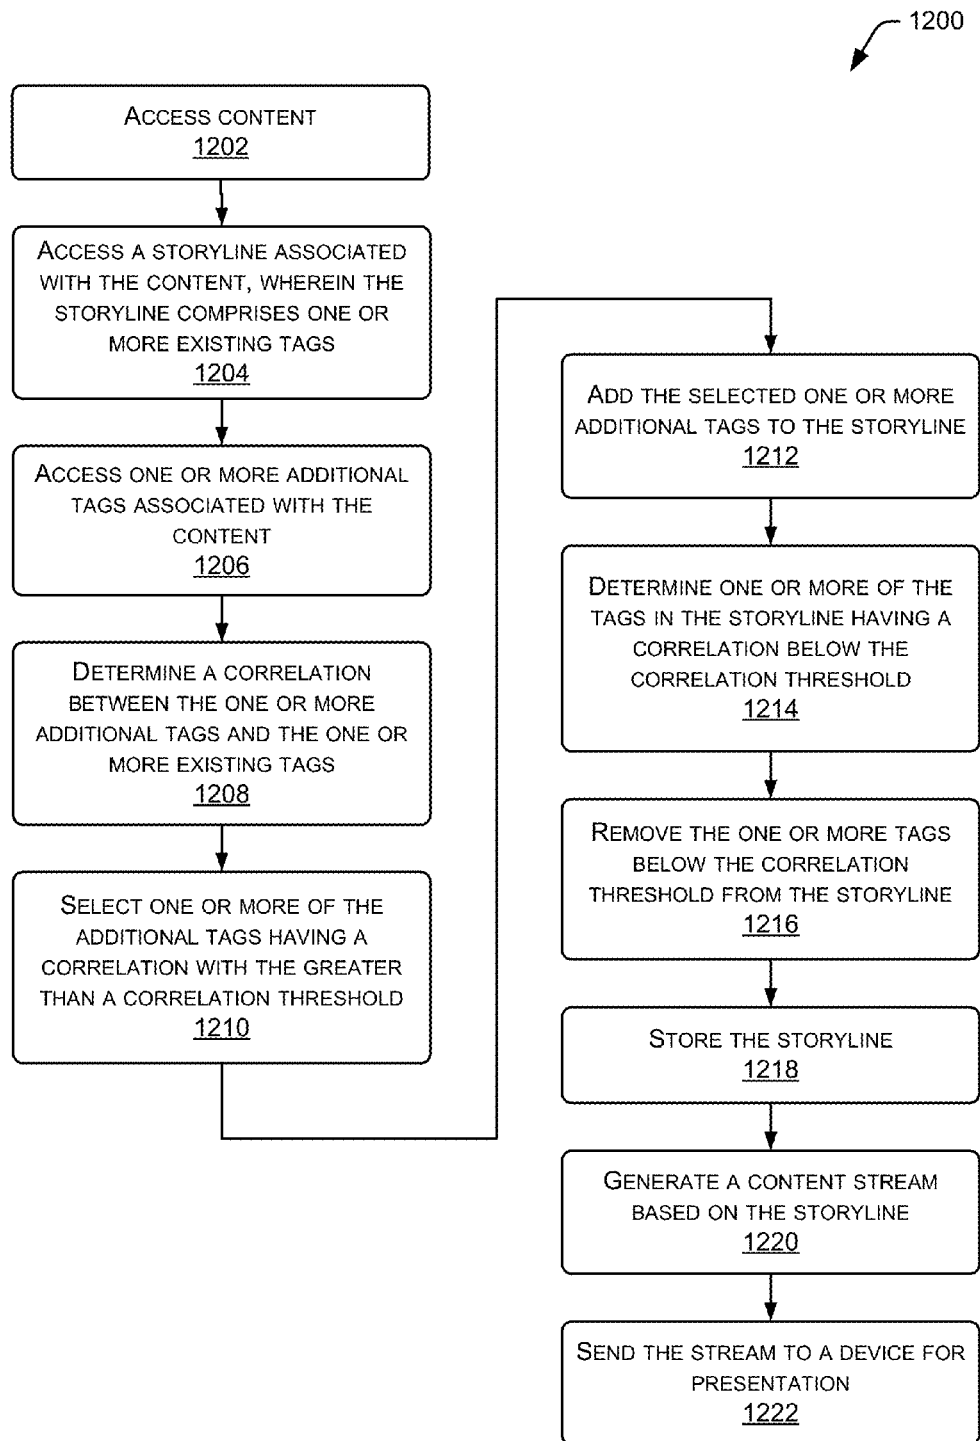 1200
ACCESS CONTENT
1202
ACCESS A STORYLINE ASSOCIATED
WITH THE CONTENT, WHEREIN THE
STORYLINE COMPRISES ONE OR
MORE EXISTING TAGS
1204
ACCESS ONE OR MORE ADDITIONAL
TAGS ASSOCIATED WITH THE
CONTENT
1206
DETERMINE A CORRELATION
BETWEEN THE ONE OR MORE
ADDITIONAL TAGS AND THE ONE OR
MORE EXISTING TAGS
1208
SELECT ONE OR MORE OF THE
ADDITIONAL TAGS HAVING A
CORRELATION WITH THE GREATER
THAN A CORRELATION THRESHOLD
1210
ADD THE SELECTED ONE OR MORE
ADDITIONAL TAGS TO THE STORYLINE
1212
DETERMINE ONE OR MORE OF THE
TAGS IN THE STORYLINE HAVING A
CORRELATION BELOW THE
CORRELATION THRESHOLD
1214
REMOVE THE ONE OR MORE TAGS
BELOW THE CORRELATION
THRESHOLD FROM THE STORYLINE
1216
STORE THE STORYLINE
1218
GENERATE A CONTENT STREAM
BASED ON THE STORYLINE
1220
SEND THE STREAM TO A DEVICE FOR
PRESENTATION
1222